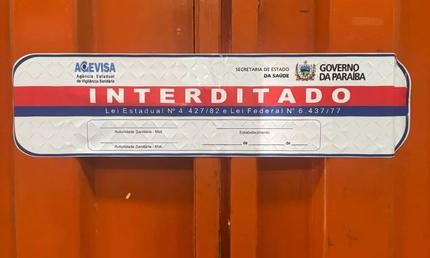 AGEVISA
Agência Estadual
de Vigilância Sanitária
SECRETARIA DE ESTADO
DA SAÚDE
GOVERNO
DA PARAÍBA
INTERDITADO
Lei Estadual Nº 4.427/82 e Lei Federal Nº 6.437/77
Autoridade Sanitária - Mat.
Estabelecimento
de de
Autoridade Sanitária - Mat.